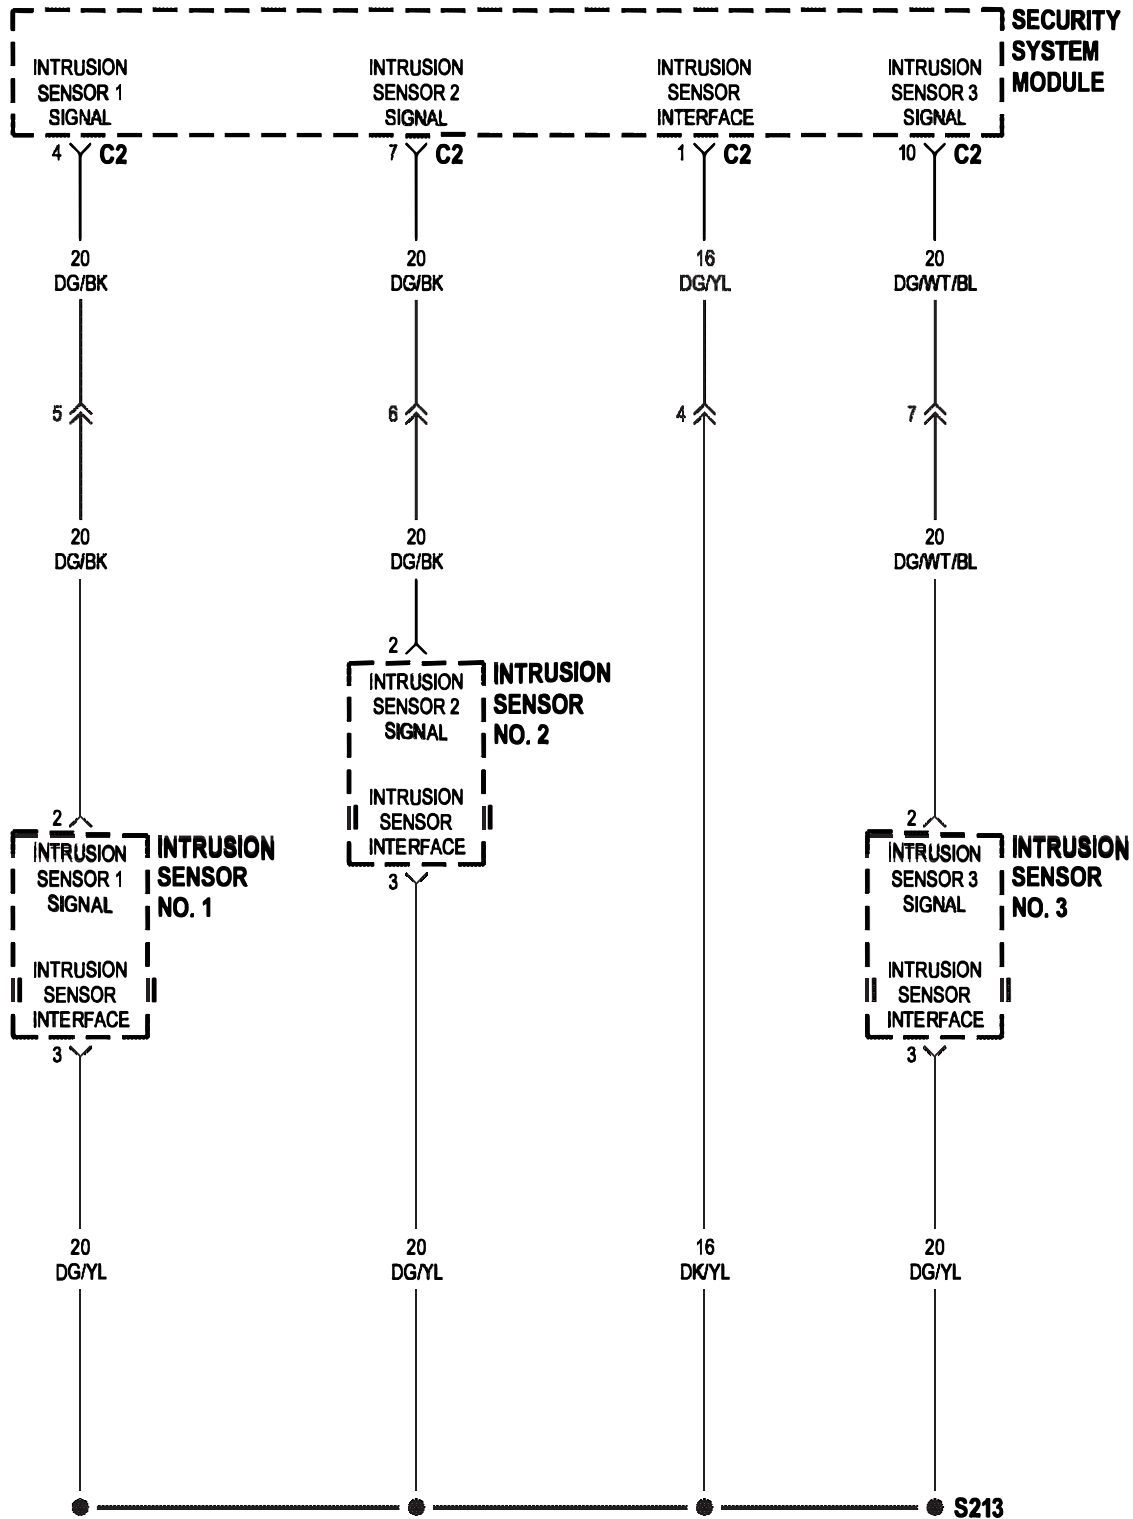 SECURITY
SYSTEM
MODULE
INTRUSION
SENSOR 1
SIGNAL
INTRUSION
SENSOR 2
SIGNAL
INTRUSION
SENSOR
INTERFACE
INTRUSION
SENSOR 3
SIGNAL
4 C2
7 C2
1 C2
10 C2
20
DG/BK
20
DG/BK
16
DG/YL
20
DG/WT/BL
5
6
4
7
20
DG/BK
20
DG/BK
20
DG/WT/BL
2
INTRUSION
SENSOR 2
SIGNAL
INTRUSION
SENSOR
NO. 2
INTRUSION
SENSOR
INTERFACE
3
2
INTRUSION
SENSOR 1
SIGNAL
INTRUSION
SENSOR
NO. 1
INTRUSION
SENSOR
INTERFACE
3
2
INTRUSION
SENSOR 3
SIGNAL
INTRUSION
SENSOR
NO. 3
INTRUSION
SENSOR
INTERFACE
3
20
DG/YL
20
DG/YL
16
DK/YL
20
DG/YL
S213